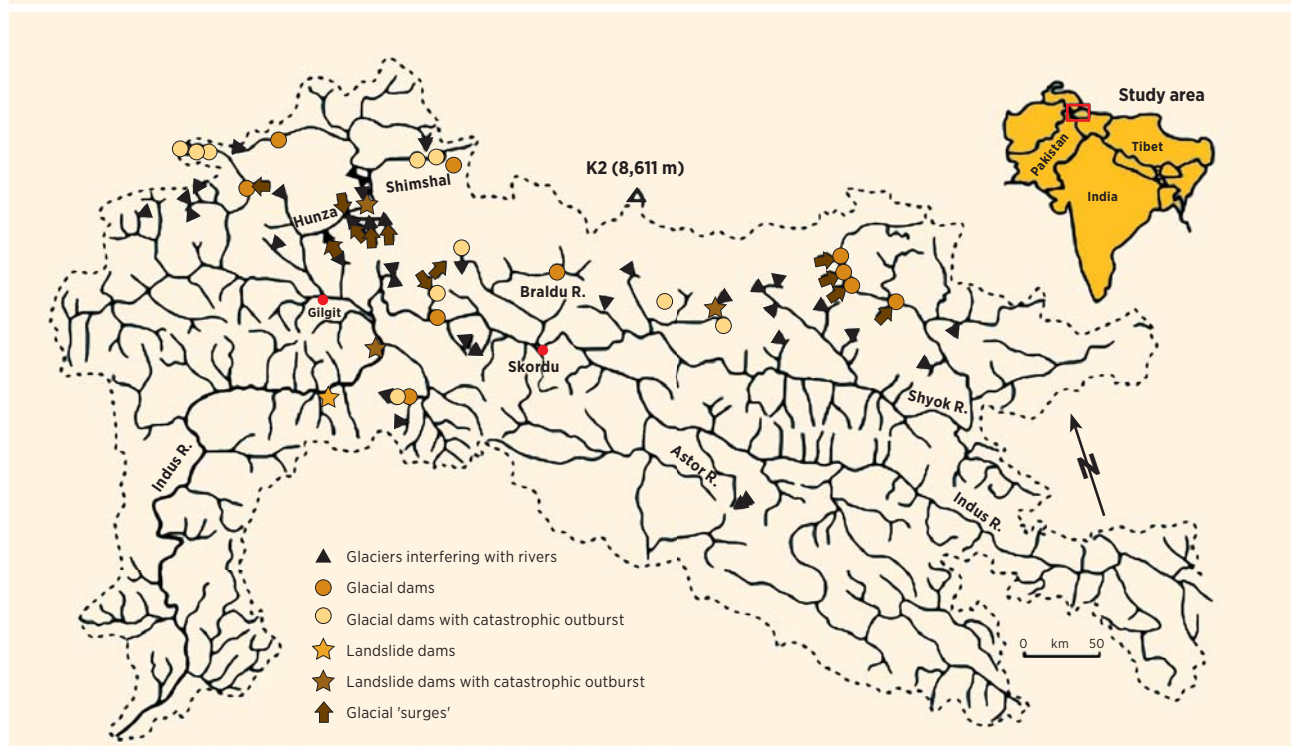 Study area
Pakistan
Tibet
India
K2 (8,611 m)
Shimshal
Hunza
Braldu R.
Gilgit
Skordu
Shyok R.
Astor R.
Indus R.
Indus R.
N
Glaciers interfering with rivers
Glacial dams
Glacial dams with catastrophic outburst
Landslide dams
Landslide dams with catastrophic outburst
Glacial 'surges'
0 km 50